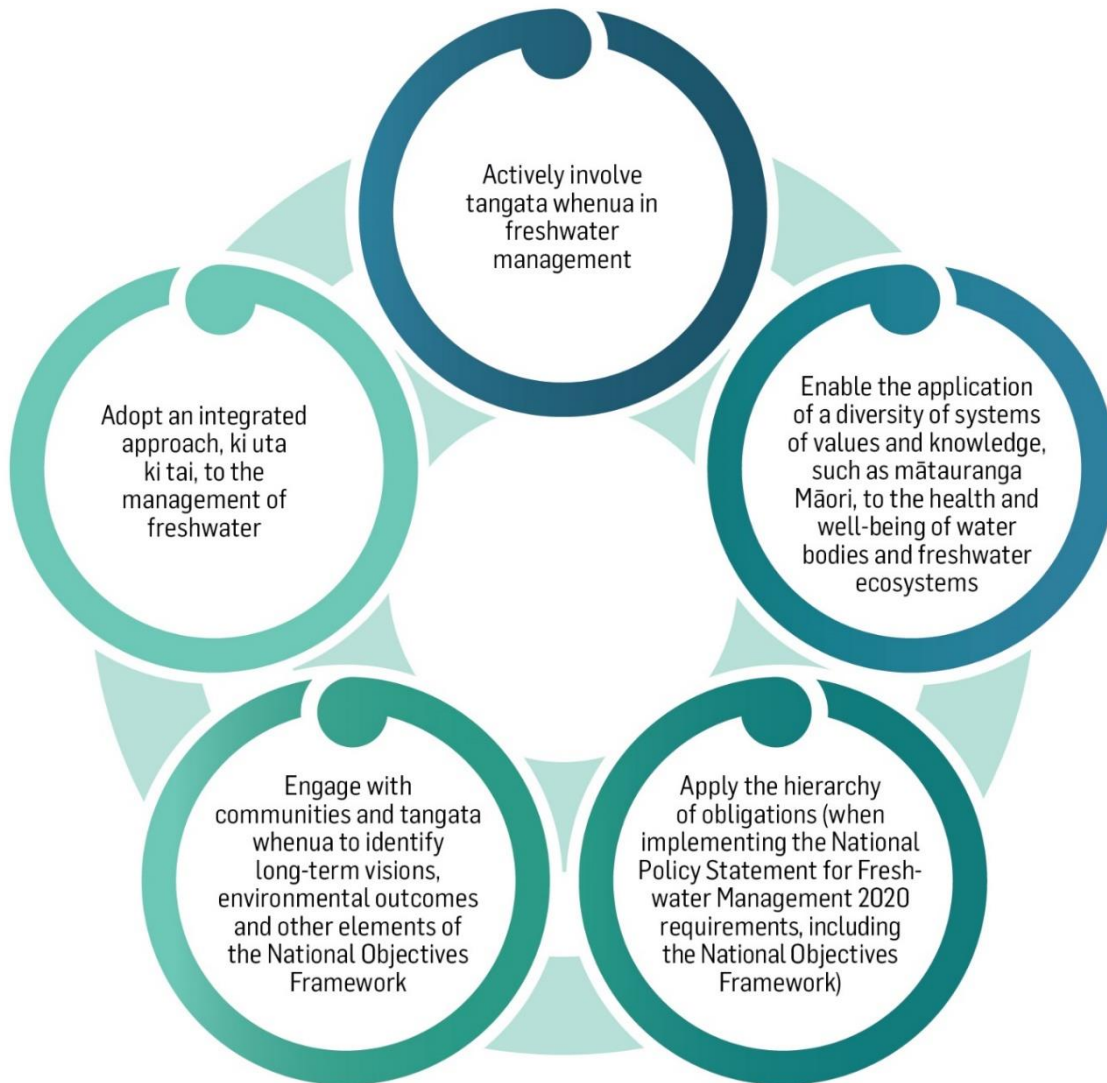 Actively involve
tangata whenua in
freshwater
management
Enable the application
of a diversity of systems
of values and knowledge,
such as mātauranga
Māori, to the health and
well-being of water
bodies and freshwater
ecosystems
Apply the hierarchy
of obligations (when
implementing the National
Policy Statement for Fresh-
water Management 2020
requirements, including
the National Objectives
Framework)
Engage with
communities and tangata
whenua to identify
long-term visions,
environmental outcomes
and other elements of
the National Objectives
Framework
Adopt an integrated
approach, ki uta
ki tai, to the
management of
freshwater